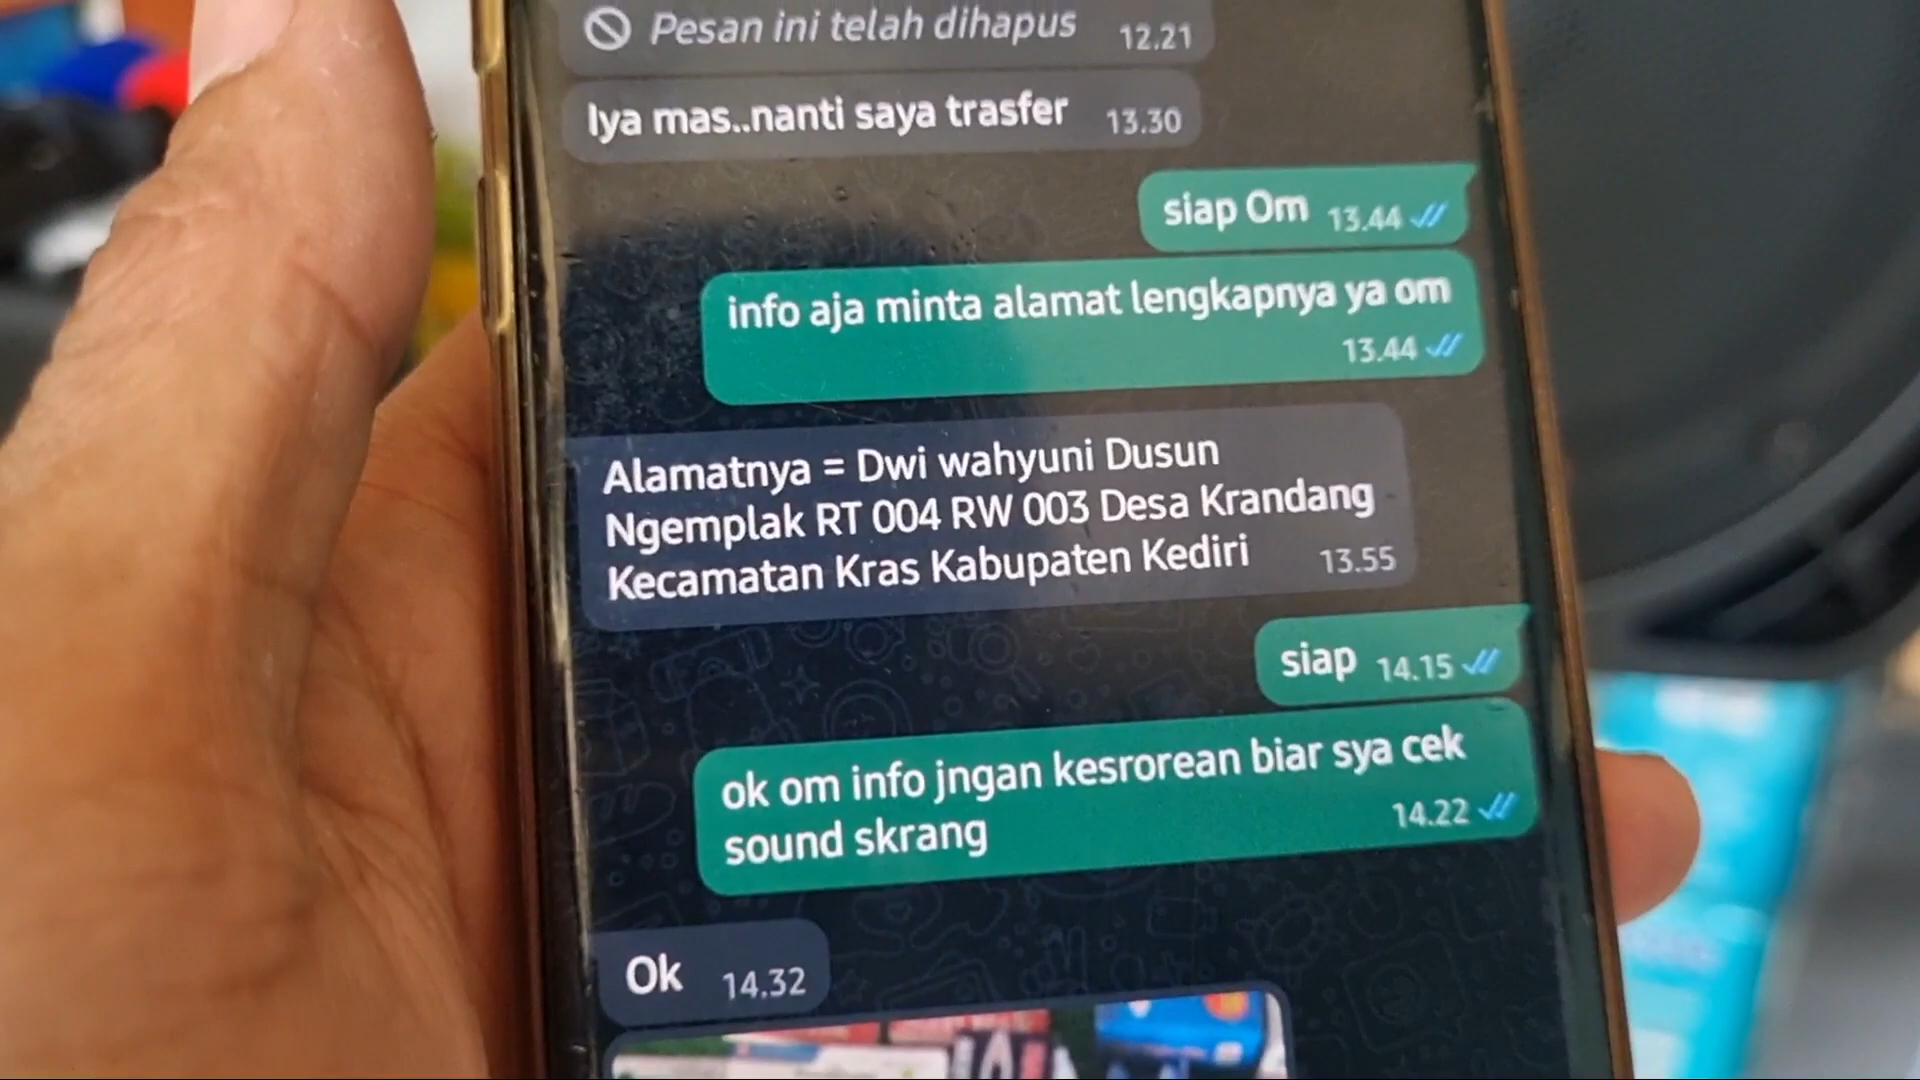 Pesan ini telah dihapus 12.21
Iya mas..nanti saya trasfer 13.30
siap Om 13.44
info aja minta alamat lengkapnya ya om
13.44
Alamatnya = Dwi wahyuni Dusun
Ngemplak RT 004 RW 003 Desa Krandang
Kecamatan Kras Kabupaten Kediri 13.55
siap 14.15
ok om info jngan kesrorean biar sya cek
sound skrang 14.22
Ok 14.32